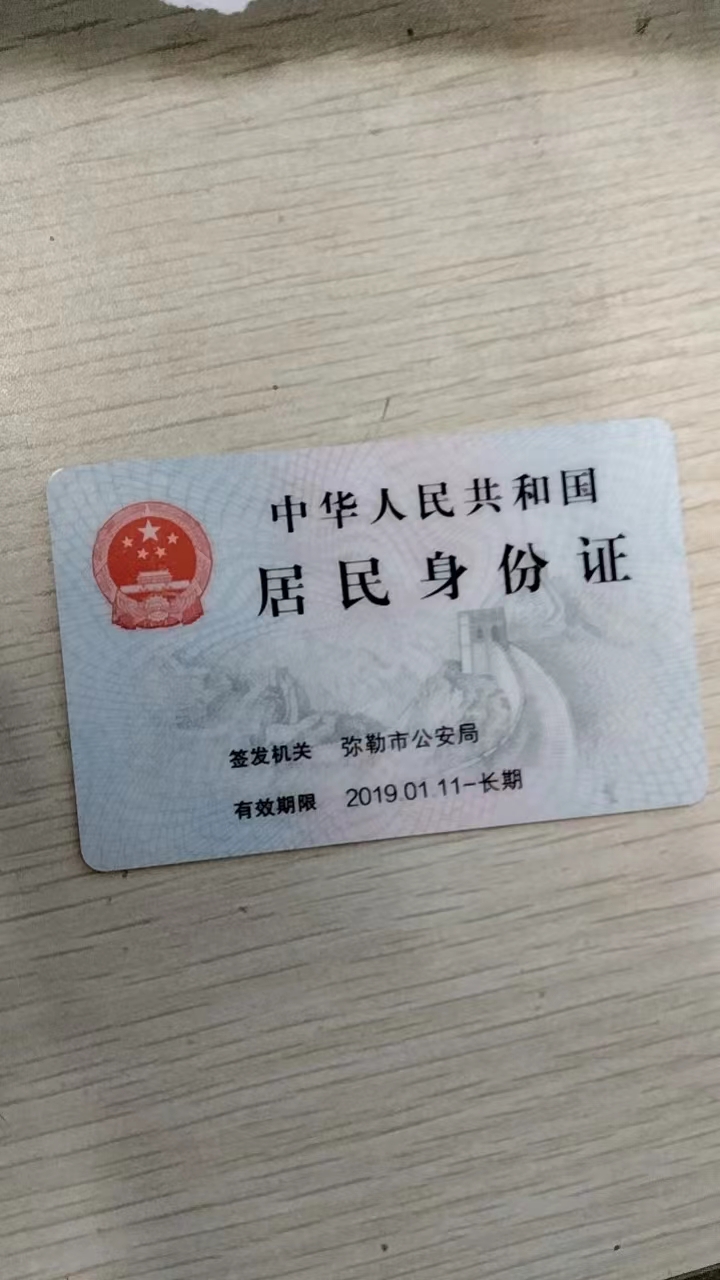 中华人民共和国
居民身份证
签发机关 弥勒市公安局
有效期限 2019.01.11-长期